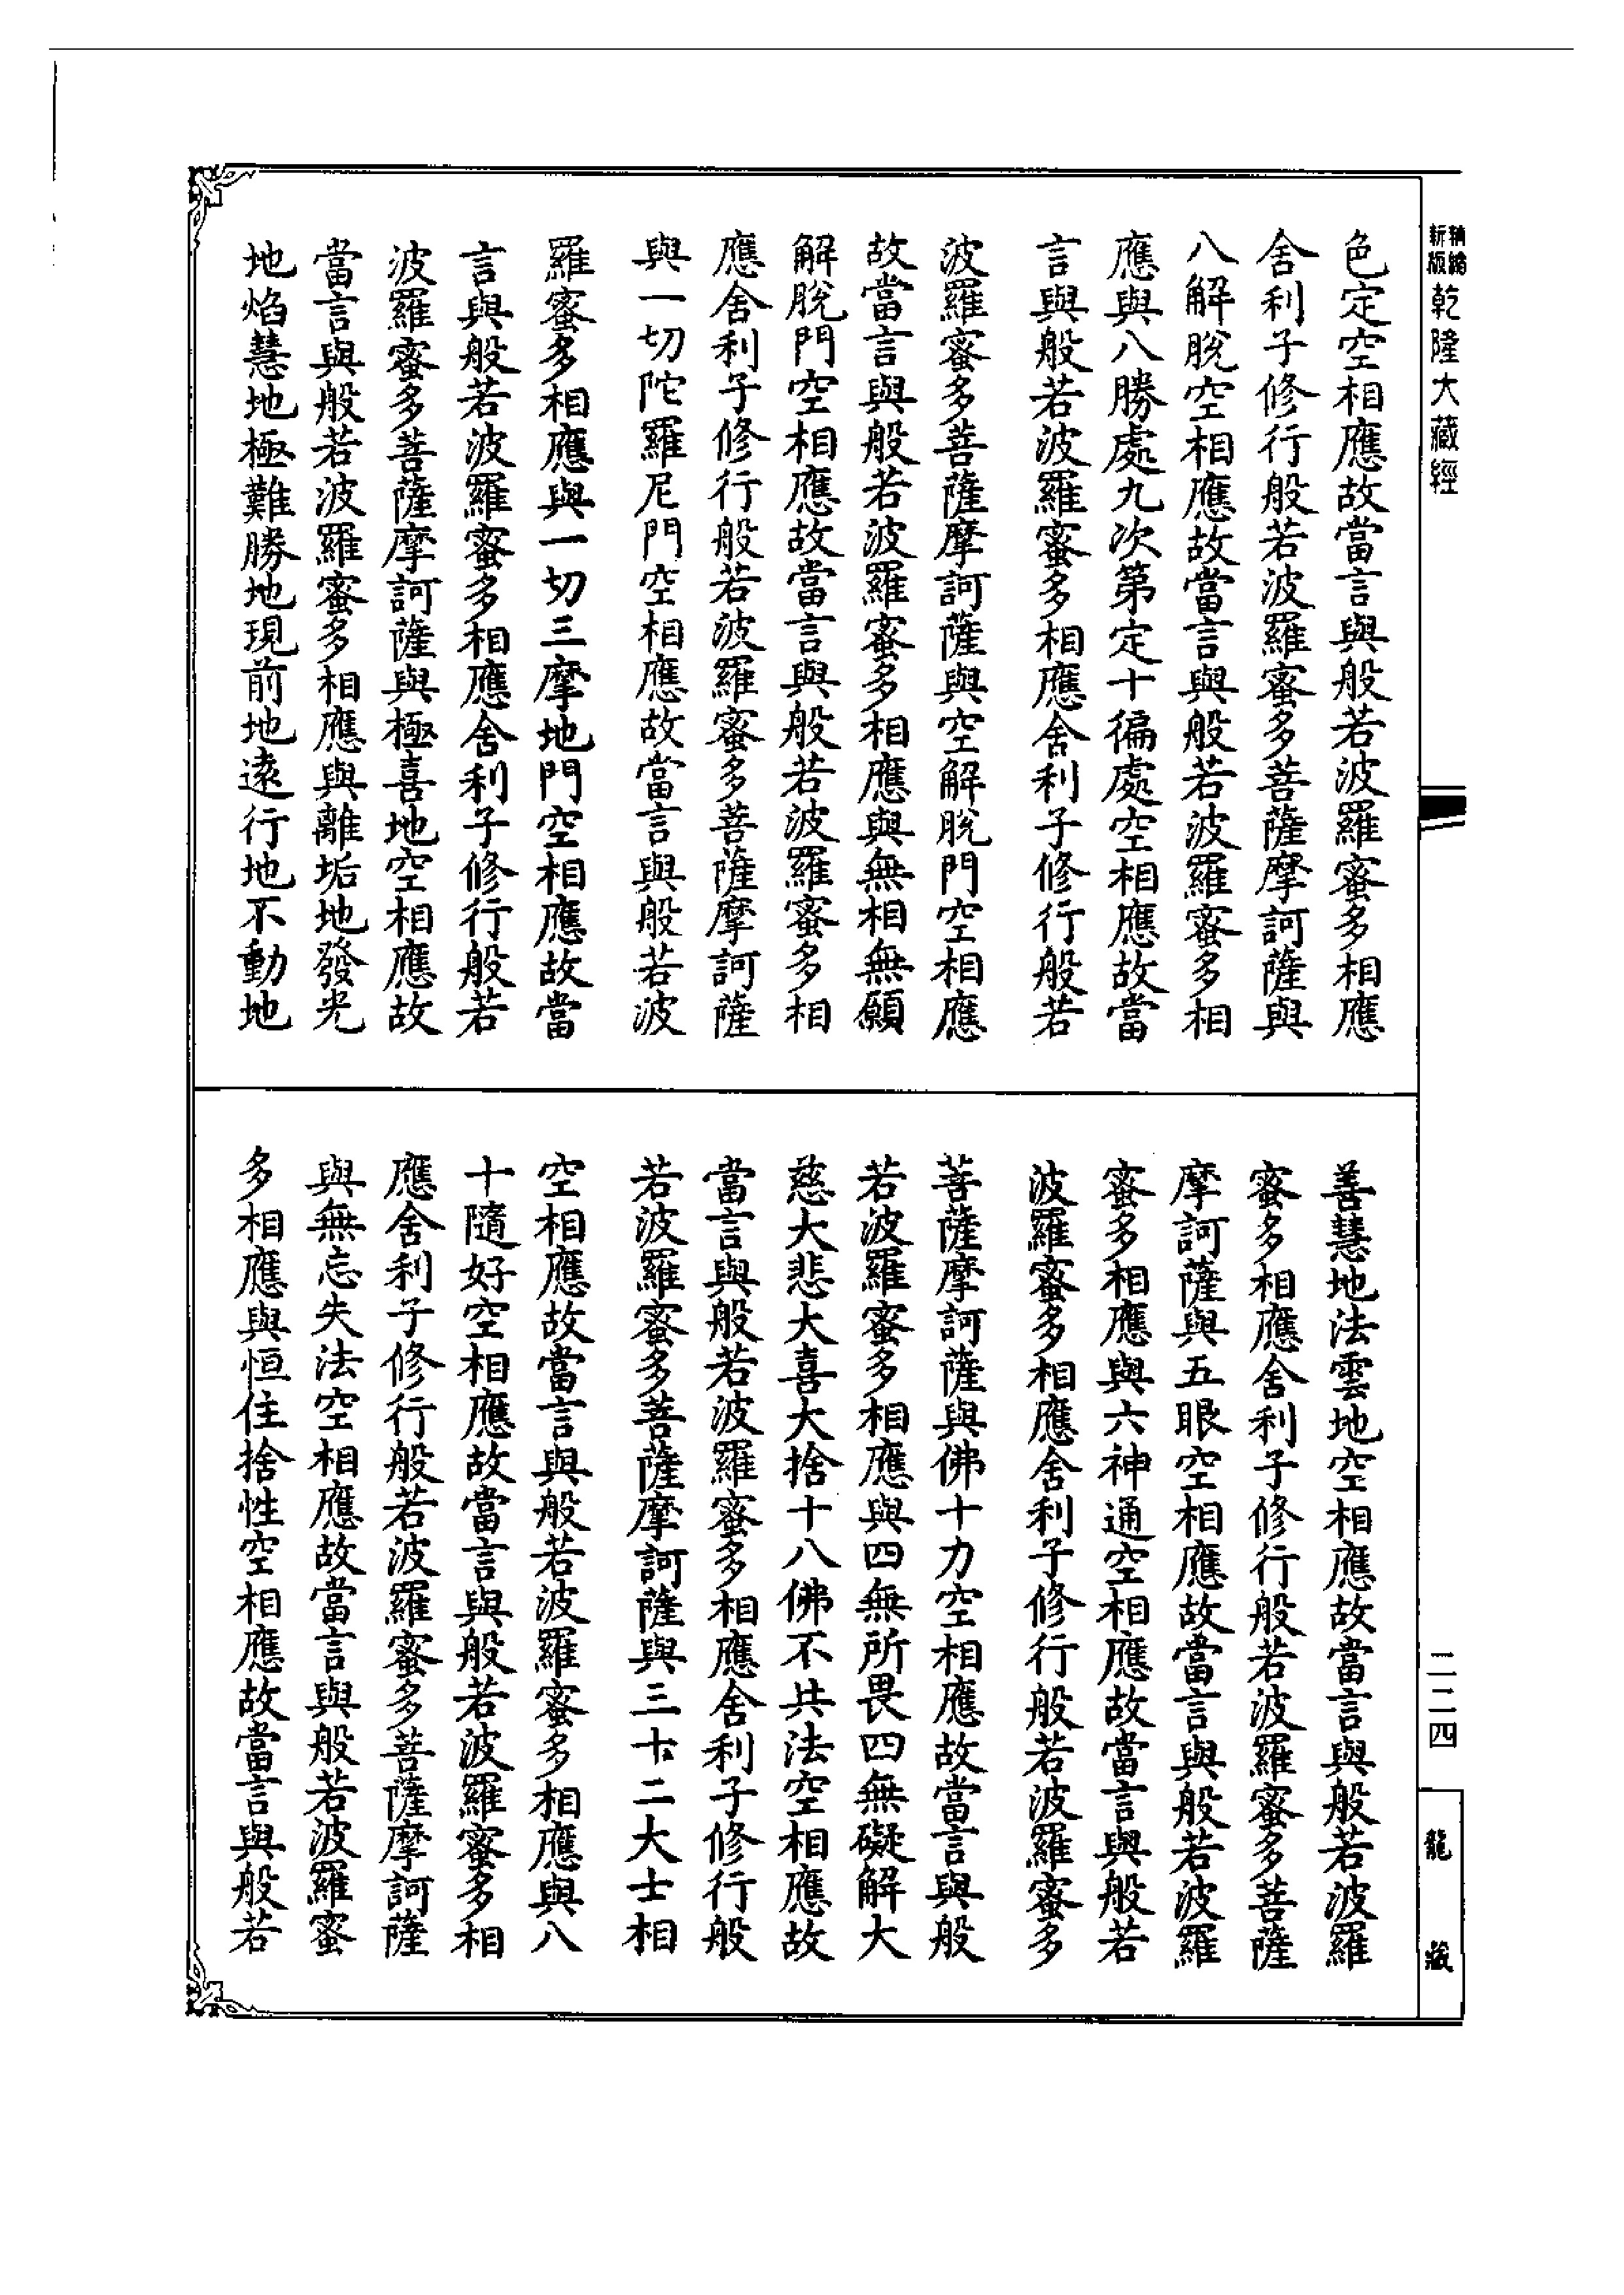 精編新版乾隆大藏經
二二四
龍藏
色定空相應故當言與般若波羅蜜多相應
舍利子修行般若波羅蜜多菩薩摩訶薩與
八解脫空相應故當言與般若波羅蜜多相
應與八勝處九次第定十徧處空相應故當
言與般若波羅蜜多相應舍利子修行般若
波羅蜜多菩薩摩訶薩與空解脫門空相應
故當言與般若波羅蜜多相應與無相無願
解脫門空相應故當言與般若波羅蜜多相
應舍利子修行般若波羅蜜多菩薩摩訶薩
與一切陀羅尼門空相應故當言與般若波
羅蜜多相應與一切三摩地門空相應故當
言與般若波羅蜜多相應舍利子修行般若
波羅蜜多菩薩摩訶薩與極喜地空相應故
當言與般若波羅蜜多相應與離垢地發光
地焰慧地極難勝地現前地遠行地不動地
善慧地法雲地空相應故當言與般若波羅
蜜多相應舍利子修行般若波羅蜜多菩薩
摩訶薩與五眼空相應故當言與般若波羅
蜜多相應與六神通空相應故當言與般若
波羅蜜多相應舍利子修行般若波羅蜜多
菩薩摩訶薩與佛十力空相應故當言與般
若波羅蜜多相應與四無所畏四無礙解大
慈大悲大喜大捨十八佛不共法空相應故
當言與般若波羅蜜多相應舍利子修行般
若波羅蜜多菩薩摩訶薩與三十二大士相
空相應故當言與般若波羅蜜多相應與八
十隨好空相應故當言與般若波羅蜜多相
應舍利子修行般若波羅蜜多菩薩摩訶薩
與無忘失法空相應故當言與般若波羅蜜
多相應與恒住捨性空相應故當言與般若